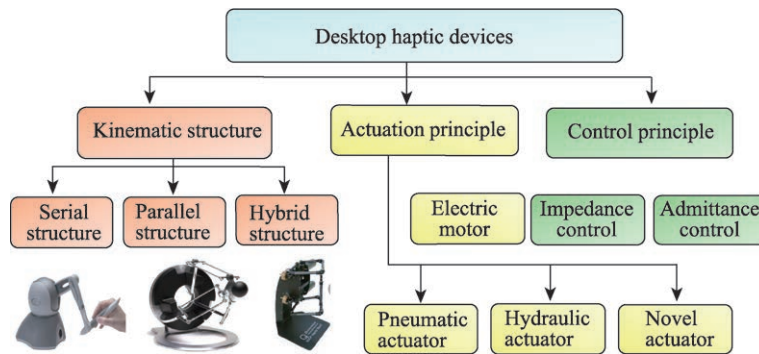 Desktop haptic devices
Kinematic structure
Actuation principle
Control principle
Serial
structure
Parallel
structure
Hybrid
structure
Electric
motor
Impedance
control
Admittance
control
Pneumatic
actuator
Hydraulic
actuator
Novel
actuator